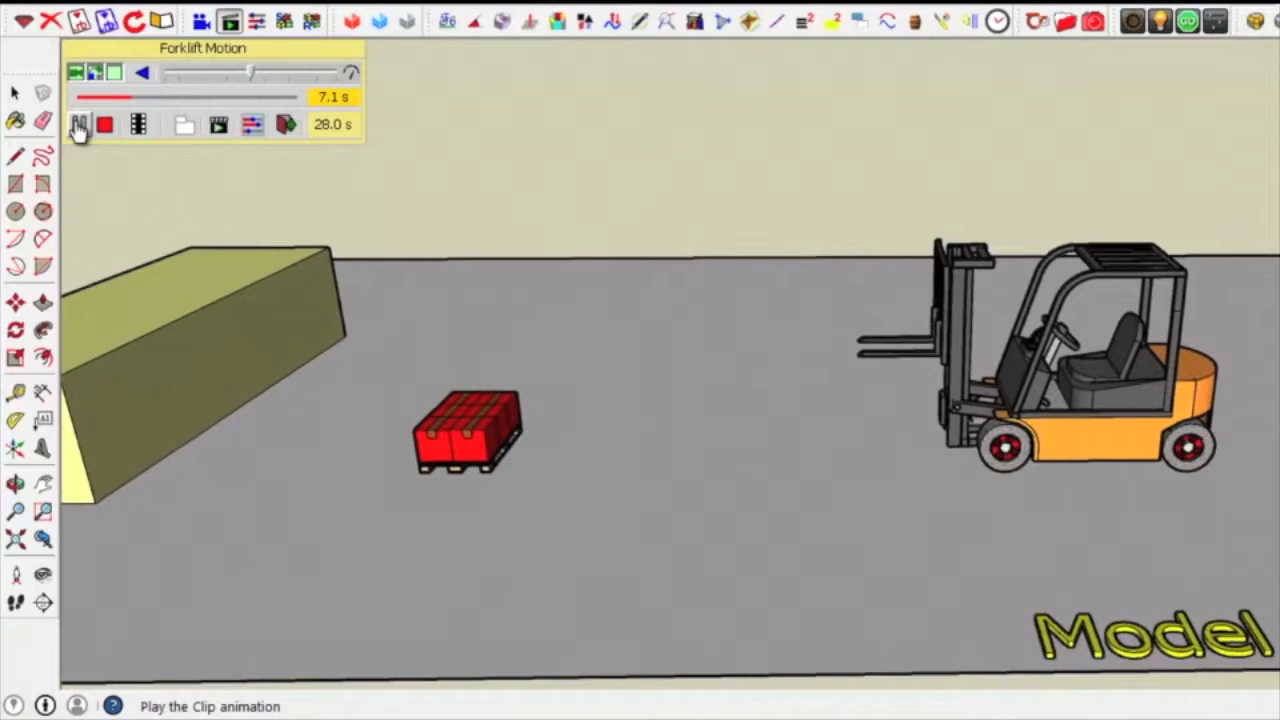 Forklift Motion
7.1 s
28.0 s
Model
Play the Clip animation